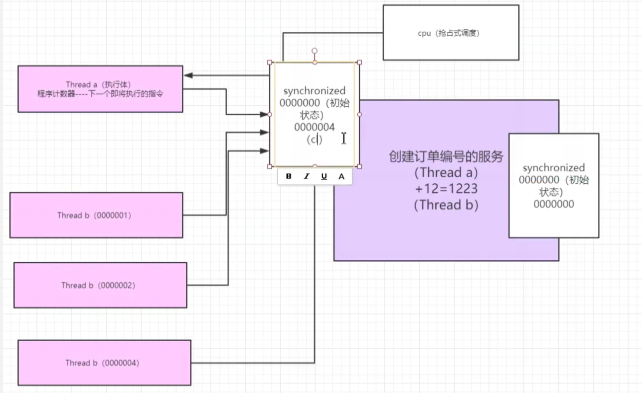 cpu（抢占式调度）
Thread a（执行体）
程序计数器----下一个即将执行的指令
synchronized
0000000（初始
状态）
0000004
（c）
B I U A
创建订单编号的服务
（Thread a）
+12=1223
（Thread b）
synchronized
0000000（初始
状态）
0000000
Thread b（0000001）
Thread b（0000002）
Thread b（0000004）